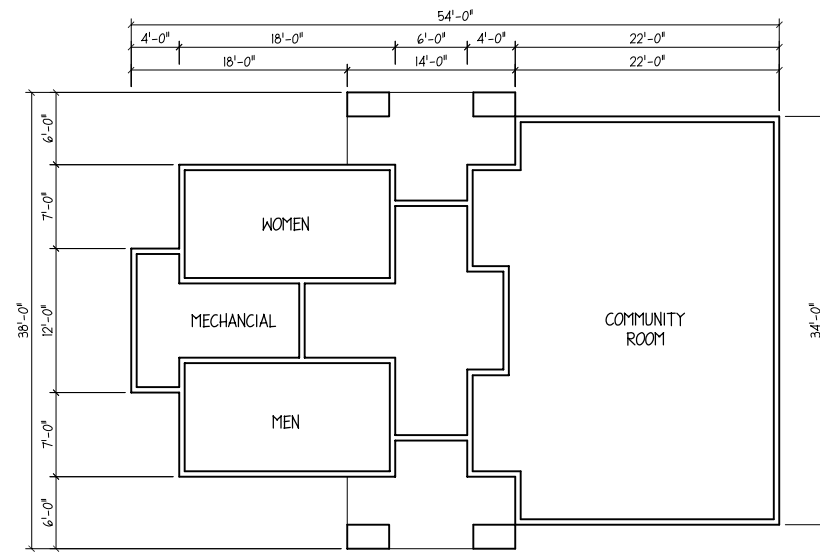 54'-0"
4'-0" 18'-0" 6'-0" 4'-0" 22'-0"
18'-0" 14'-0" 22'-0"
6'-0"
7'-0"
WOMEN
38'-0"
12'-0"
MECHANCIAL
COMMUNITY
ROOM
34'-0"
MEN
7'-0"
6'-0"